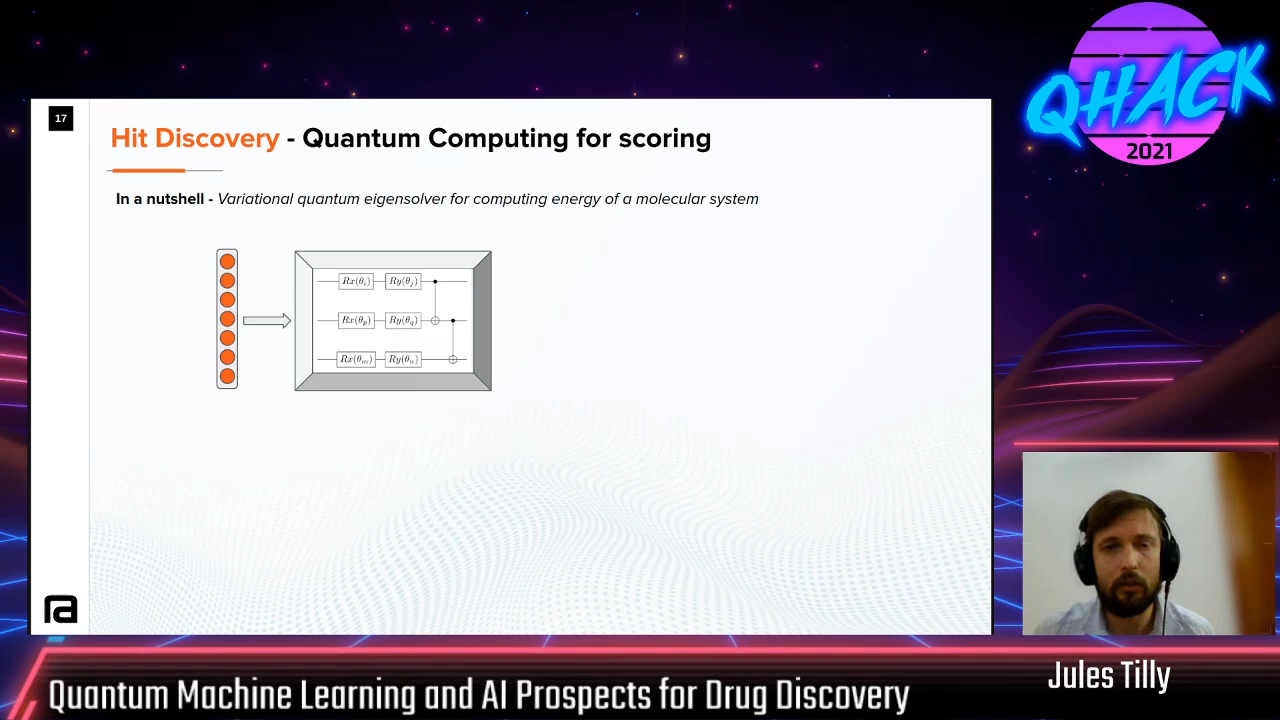 QHACK
2021
17
Hit Discovery - Quantum Computing for scoring
In a nutshell - Variational quantum eigensolver for computing energy of a molecular system
Rx(θi) Ry(θj)
Rx(θp) Ry(θq)
Rx(θm) Ry(θn)
ra
Jules Tilly
Quantum Machine Learning and AI Prospects for Drug Discovery